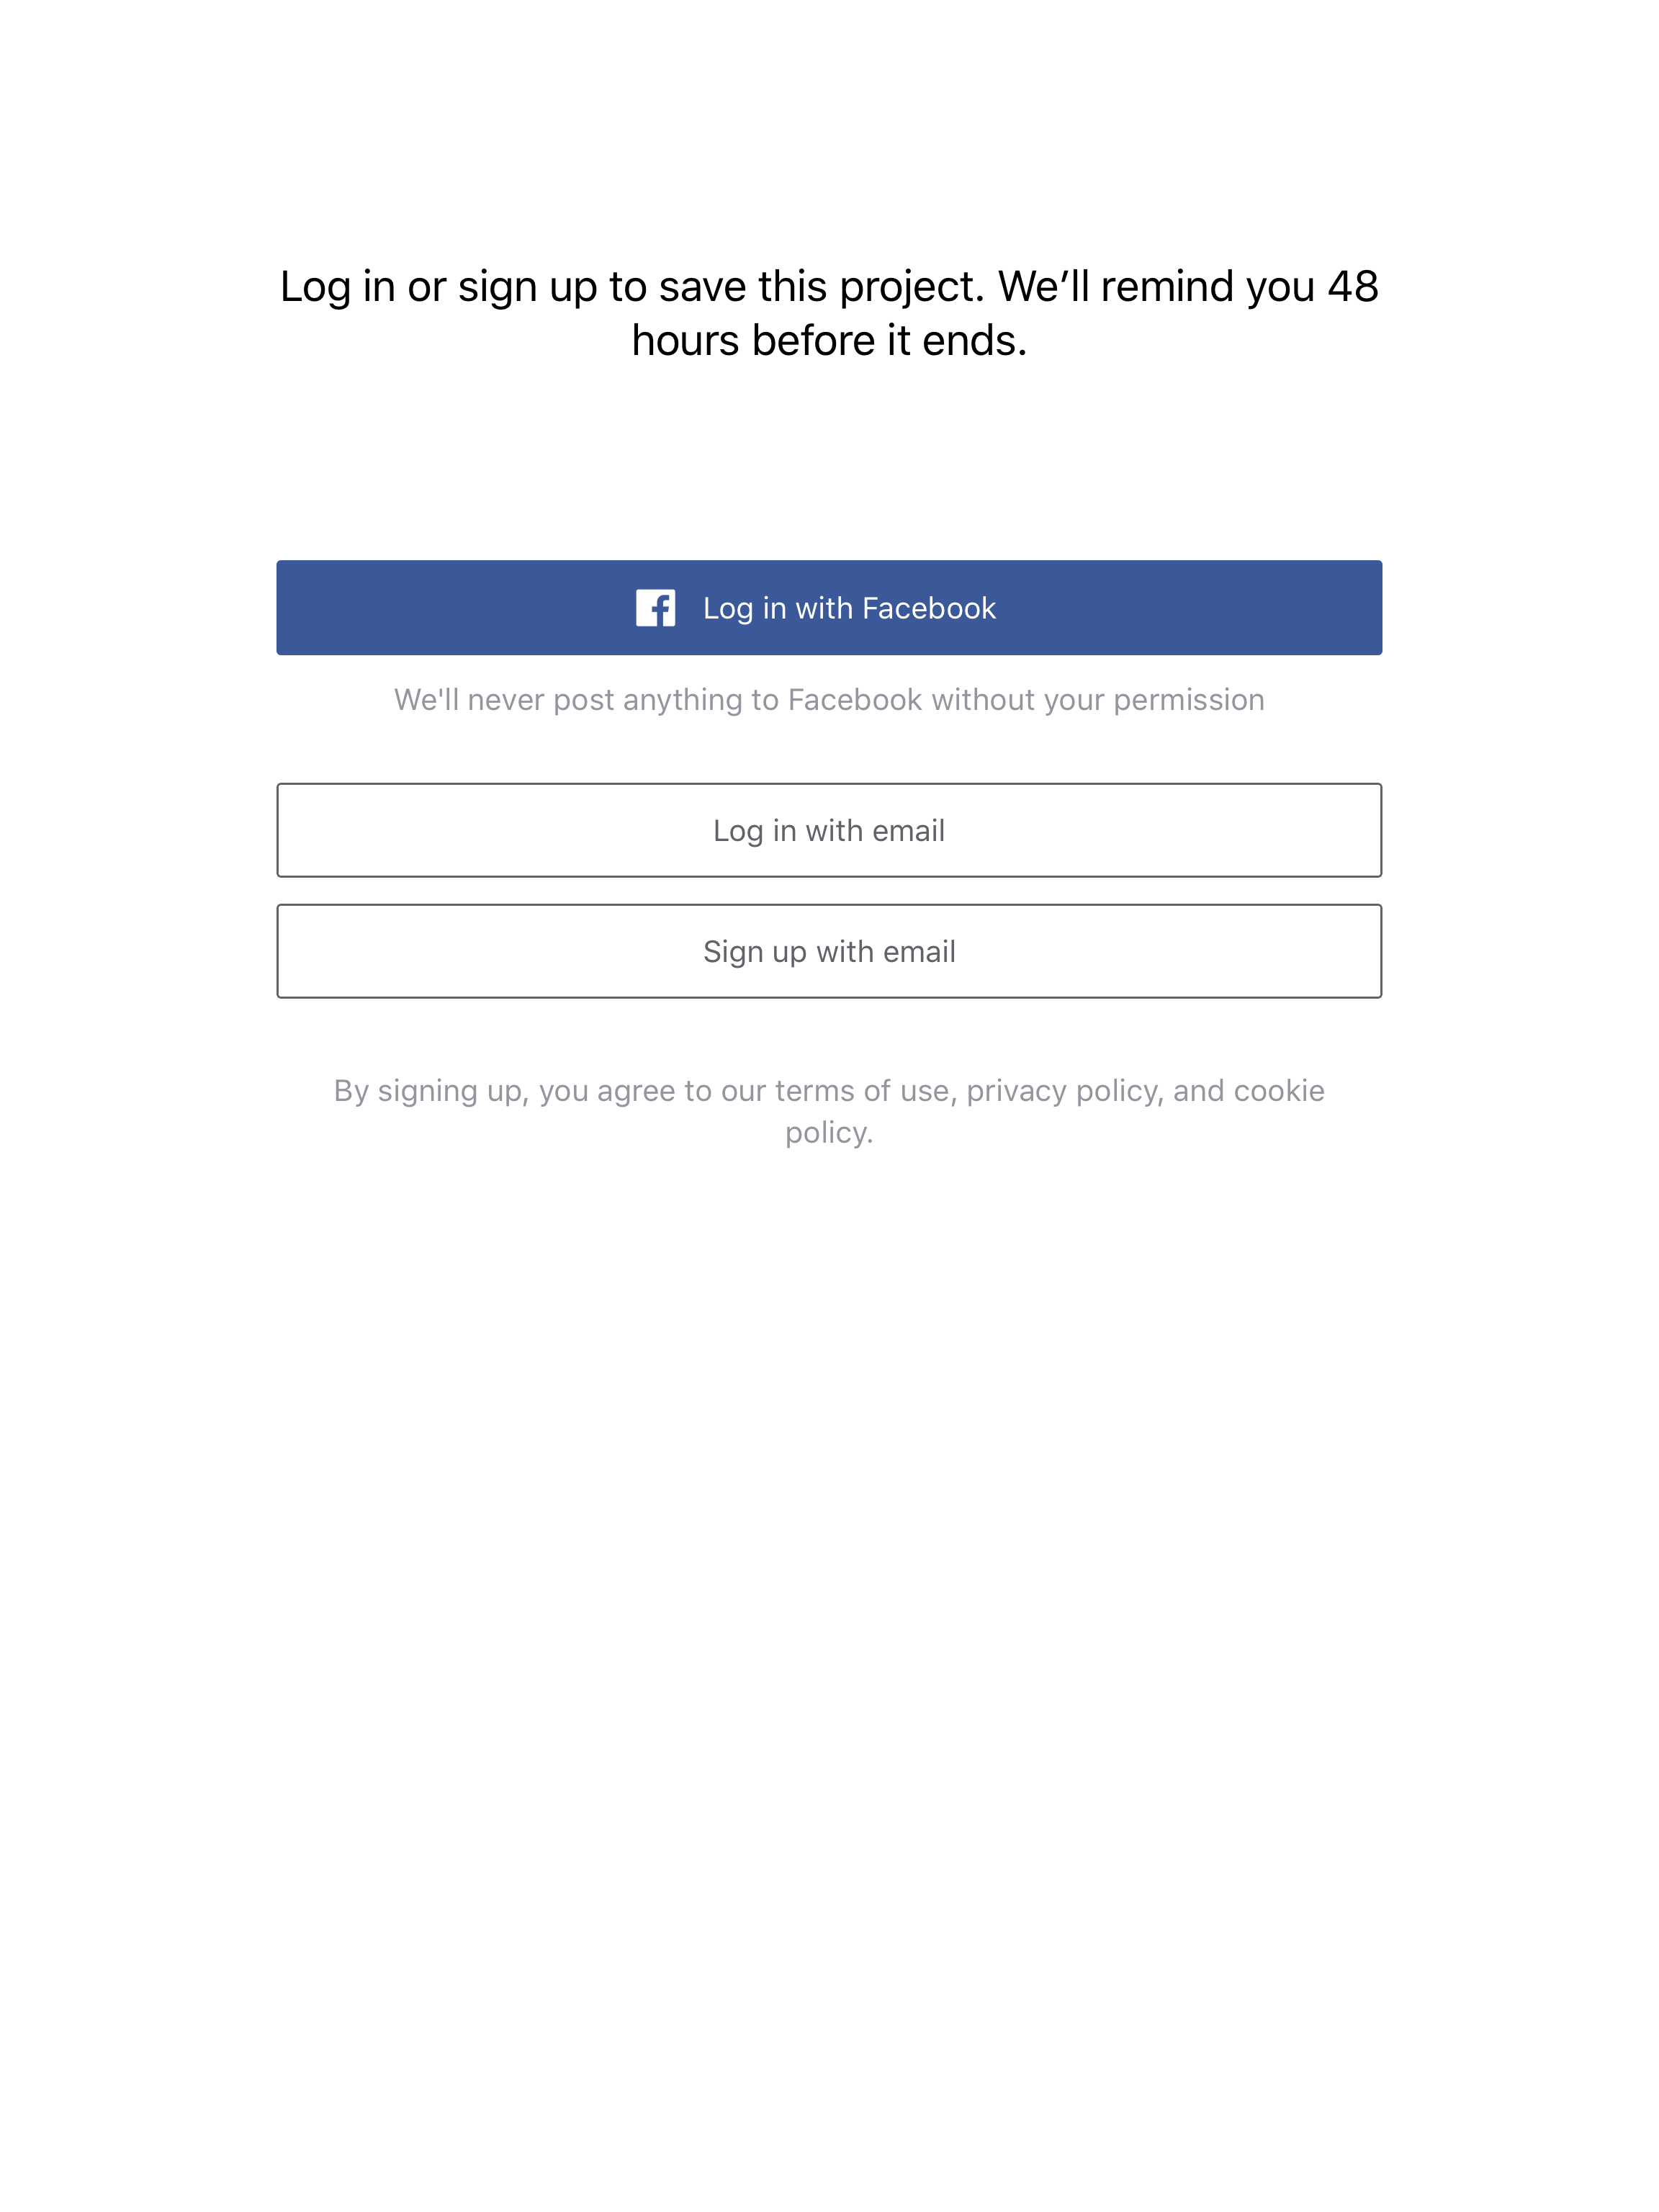 Log in or sign up to save this project. We’ll remind you 48
hours before it ends.
Log in with Facebook
We'll never post anything to Facebook without your permission
Log in with email
Sign up with email
By signing up, you agree to our terms of use, privacy policy, and cookie
policy.